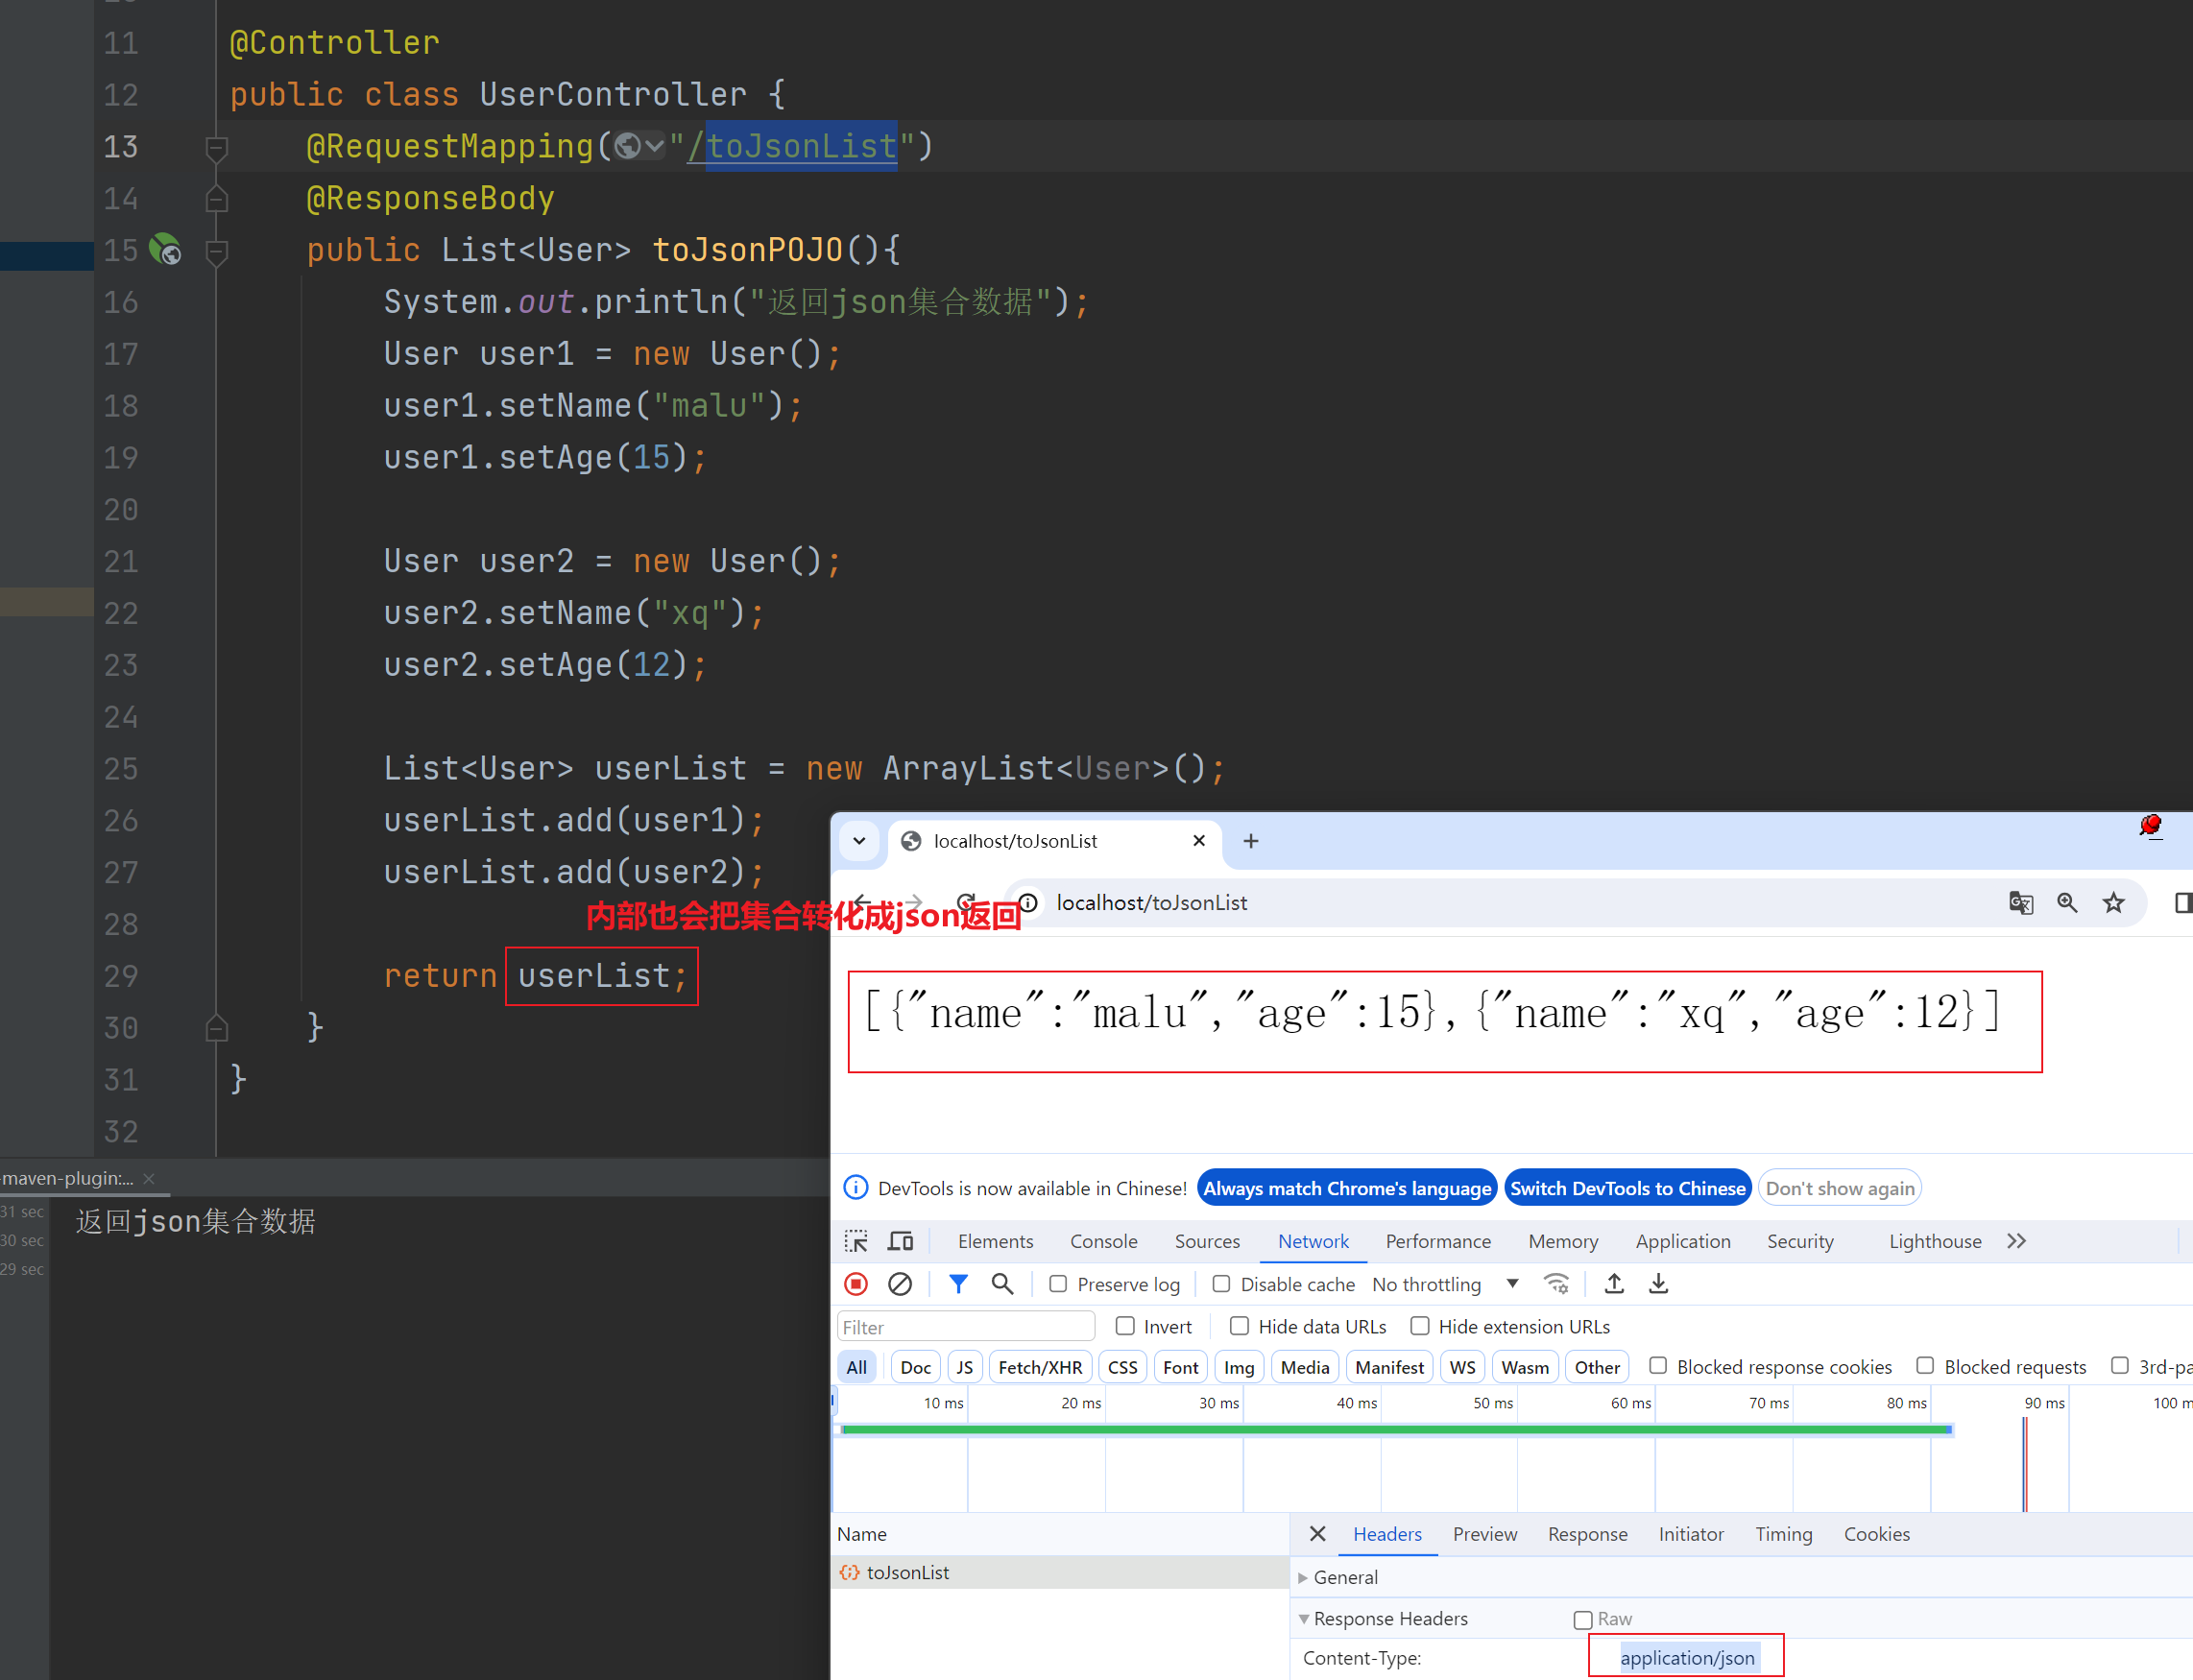 11 @Controller
12 public class UserController {
13 @RequestMapping("/toJsonList")
14 @ResponseBody
15 public List<User> toJsonPOJO(){
16 System.out.println("返回json集合数据");
17 User user1 = new User();
18 user1.setName("malu");
19 user1.setAge(15);
20
21 User user2 = new User();
22 user2.setName("xq");
23 user2.setAge(12);
24
25 List<User> userList = new ArrayList<User>();
26 userList.add(user1);
27 userList.add(user2);
28
内部也会把集合转化成json返回
29 return userList;
30 }
31 }
32
-maven-plugin:...
31 sec
30 sec
29 sec
返回json集合数据
localhost/toJsonList
localhost/toJsonList
[{"name":"malu","age":15},{"name":"xq","age":12}]
DevTools is now available in Chinese! Always match Chrome's language Switch DevTools to Chinese Don't show again
Elements Console Sources Network Performance Memory Application Security Lighthouse
Preserve log Disable cache No throttling
Filter Invert Hide data URLs Hide extension URLs
All Doc JS Fetch/XHR CSS Font Img Media Manifest WS Wasm Other Blocked response cookies Blocked requests 3rd-pa
10 ms 20 ms 30 ms 40 ms 50 ms 60 ms 70 ms 80 ms 90 ms 100 m
Name
toJsonList
Headers Preview Response Initiator Timing Cookies
General
Response Headers Raw
Content-Type: application/json